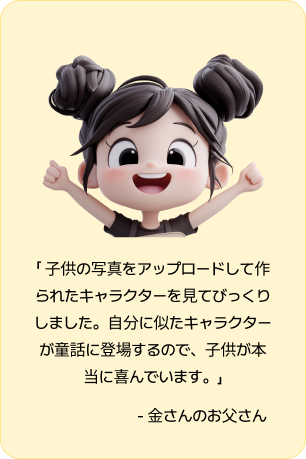 「 子供の写真をアップロードして作
られたキャラクターを見てびっくり
しました。自分に似たキャラクター
が童話に登場するので、子供が本
当に喜んでいます。」
- 金さんのお父さん